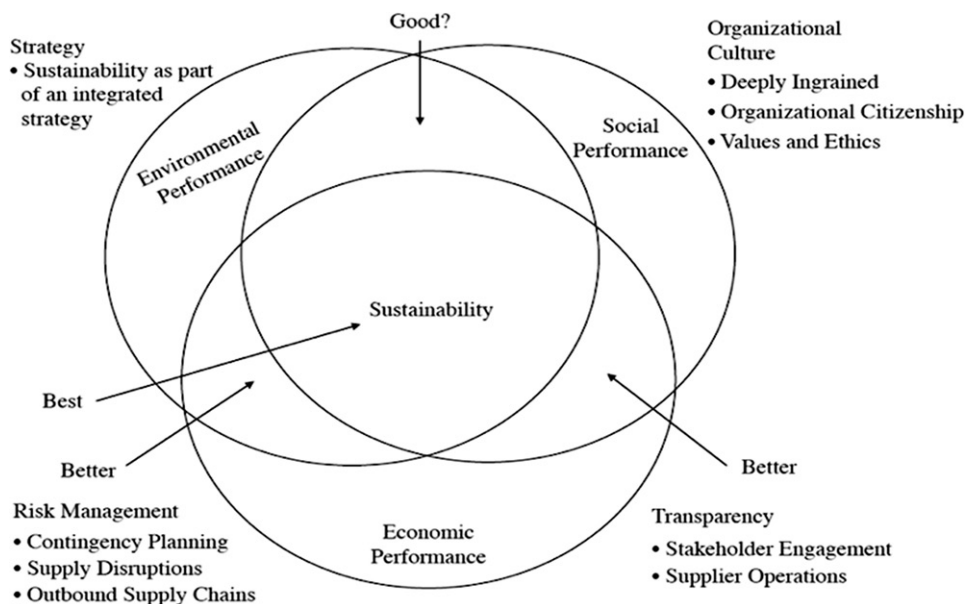 Good?
Strategy
• Sustainability as part
of an integrated
strategy
Organizational
Culture
• Deeply Ingrained
• Organizational Citizenship
• Values and Ethics
Environmental
Performance
Social
Performance
Sustainability
Best
Better
Better
Risk Management
• Contingency Planning
• Supply Disruptions
• Outbound Supply Chains
Economic
Performance
Transparency
• Stakeholder Engagement
• Supplier Operations